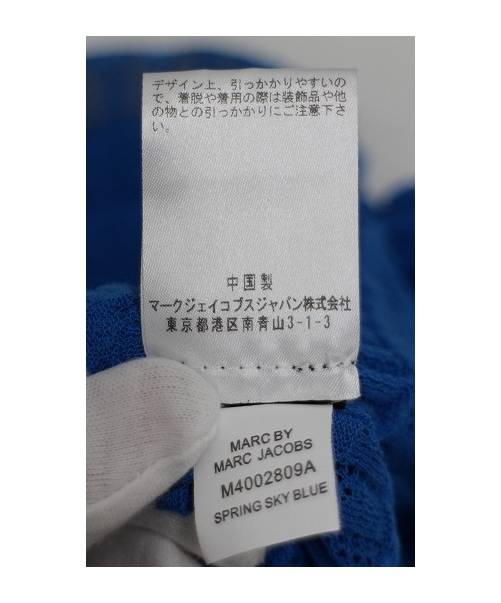 デザイン上、引っかかりやすいの
で、着脱や着用の際は装飾品や他
の物との引っかかりにご注意下さ
い。
中国製
マークジェイコブスジャパン株式会社
東京都港区南青山3-1-3
MARC BY
MARC JACOBS
M4002809A
SPRING SKY BLUE